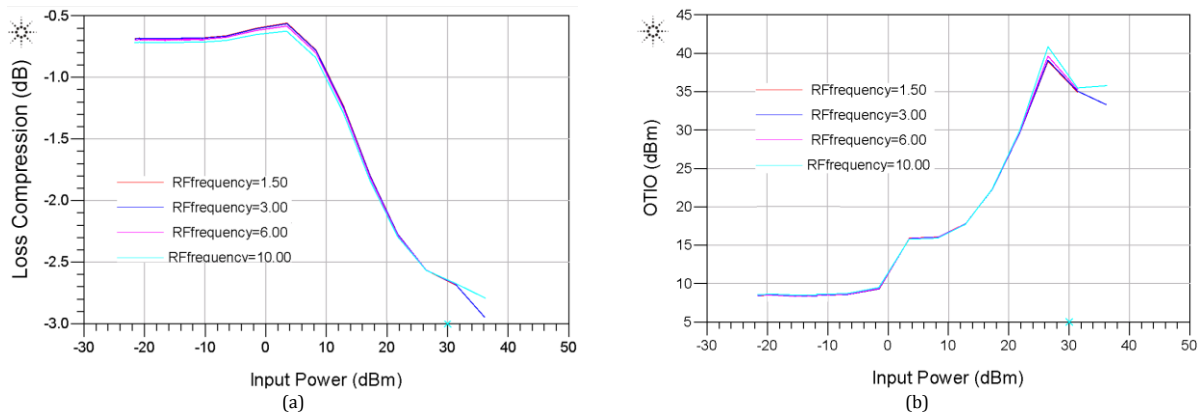 -0.5
-1.0
-1.5
-2.0
-2.5
-3.0
-30 -20 -10 0 10 20 30 40 50
Loss Compression (dB)
RFfrequency=1.50
RFfrequency=3.00
RFfrequency=6.00
RFfrequency=10.00
Input Power (dBm)
(a)
45
40
35
30
25
20
15
10
5
-30 -20 -10 0 10 20 30 40 50
OTIO (dBm)
RFfrequency=1.50
RFfrequency=3.00
RFfrequency=6.00
RFfrequency=10.00
Input Power (dBm)
(b)